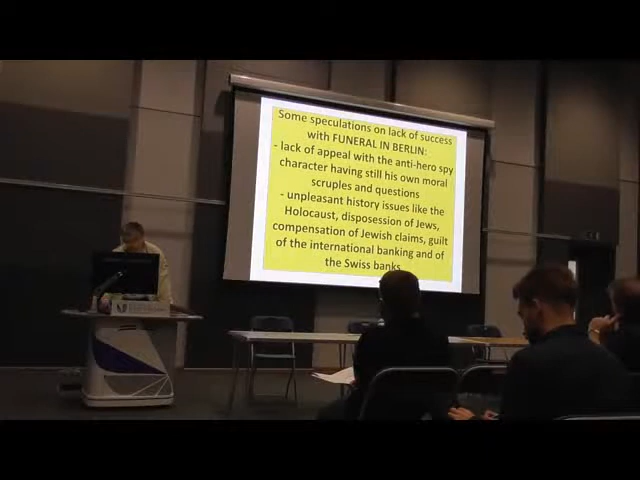 Some speculations on lack of success
with FUNERAL IN BERLIN:
- lack of appeal with the anti-hero spy
character having still his own moral
scruples and questions
- unpleasant history issues like the
Holocaust, disposession of Jews,
compensation of Jewish claims, guilt
of the international banking and of
the Swiss banks